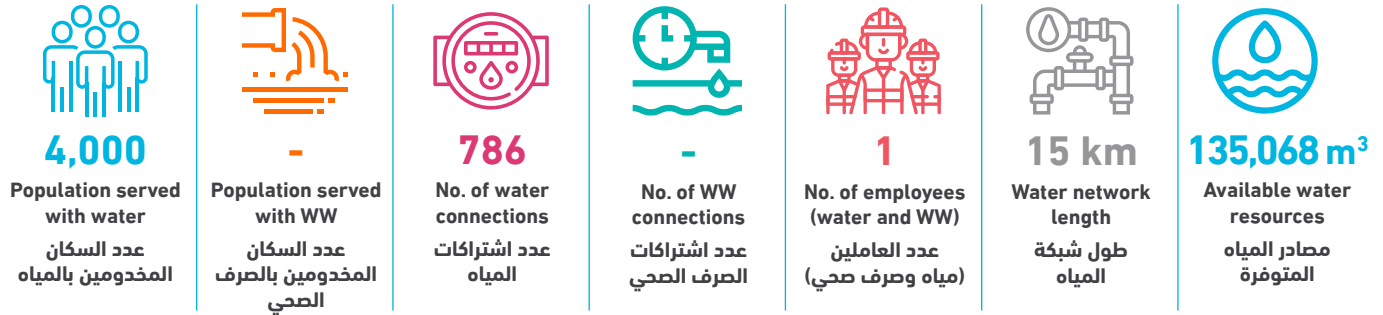 4,000
Population served
with water
عدد السكان
المخدومين بالمياه
-
Population served
with WW
عدد السكان
المخدومين بالصرف
الصحي
786
No. of water
connections
عدد اشتراكات
المياه
-
No. of WW
connections
عدد اشتراكات
الصرف الصحي
1
No. of employees
(water and WW)
عدد العاملين
(مياه وصرف صحي)
15 km
Water network
length
طول شبكة
المياه
135,068 m³
Available water
resources
مصادر المياه
المتوفرة